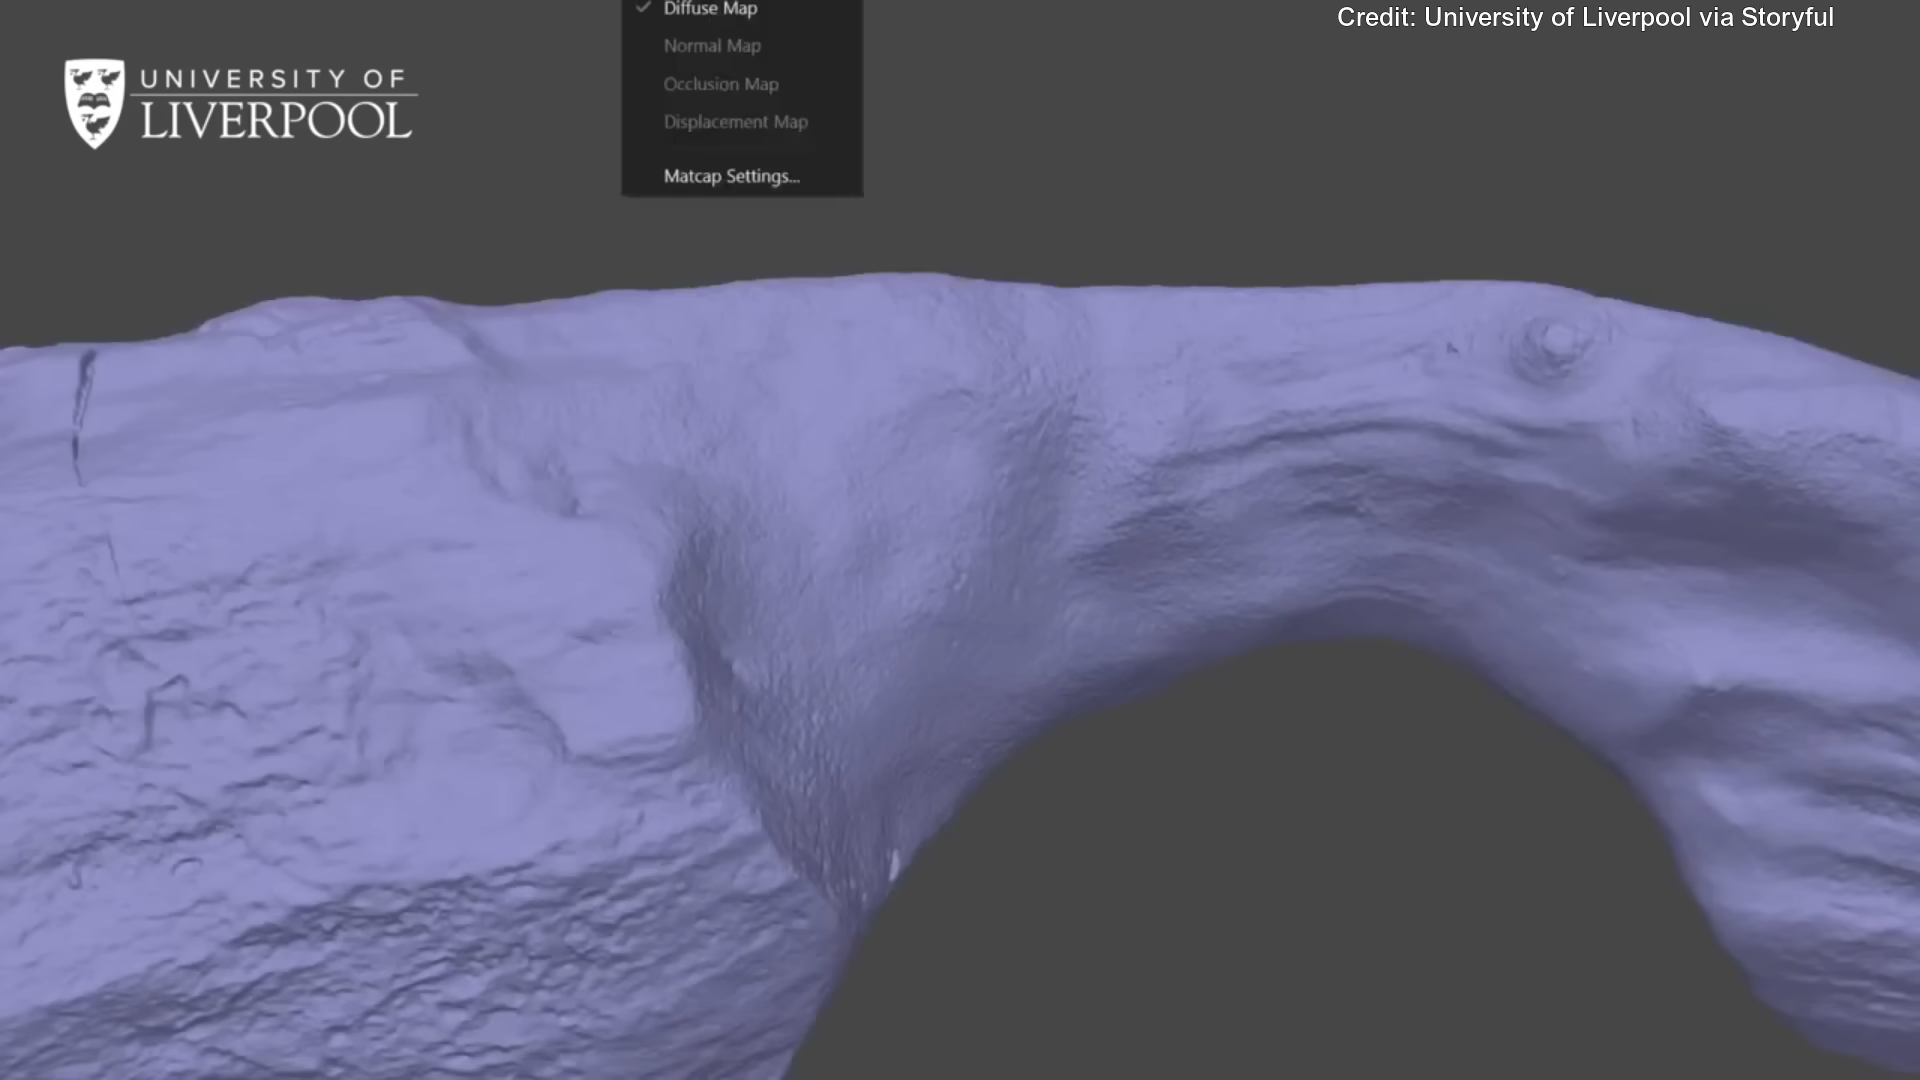 Diffuse Map
Credit: University of Liverpool via Storyful
Normal Map
UNIVERSITY OF
LIVERPOOL
Occlusion Map
Displacement Map
Matcap Settings...